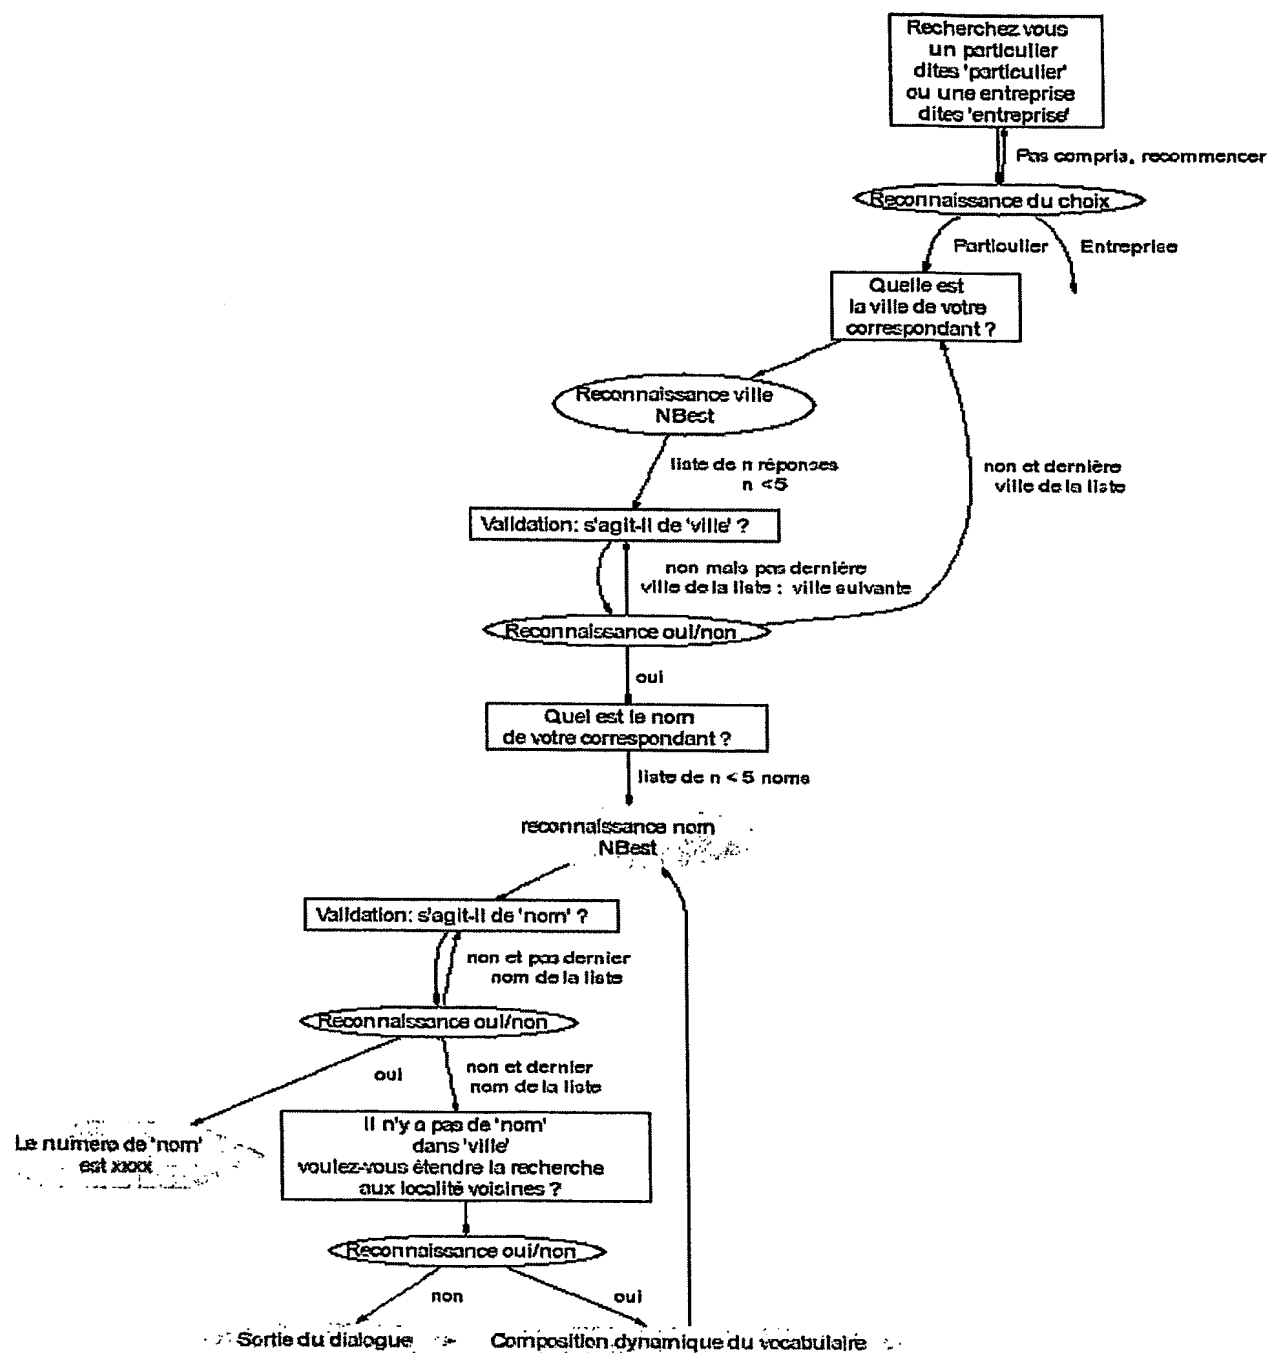 Recherchez vous
un particulier
dites 'particulier'
ou une entreprise
dites 'entreprise'
Pas compris, recommencer
Reconnaissance du choix
Particulier
Entreprise
Quelle est
la ville de votre
correspondant ?
Reconnaissance ville
NBest
liste de n réponses
n <5
non et dernière
ville de la liste
Validation: s'agit-il de 'ville' ?
non mais pas dernière
ville de la liste : ville suivante
Reconnaissance oui/non
oui
Quel est le nom
de votre correspondant ?
liste de n < 5 noms
reconnaissance nom
NBest
Validation: s'agit-il de 'nom' ?
non et pas dernier
nom de la liste
Reconnaissance oui/non
oui
non et dernier
nom de la liste
Le numéro de 'nom'
est xxxx
Il n'y a pas de 'nom'
dans 'ville'
voulez-vous étendre la recherche
aux localité voisines ?
Reconnaissance oui/non
non
oui
Sortie du dialogue
Composition dynamique du vocabulaire